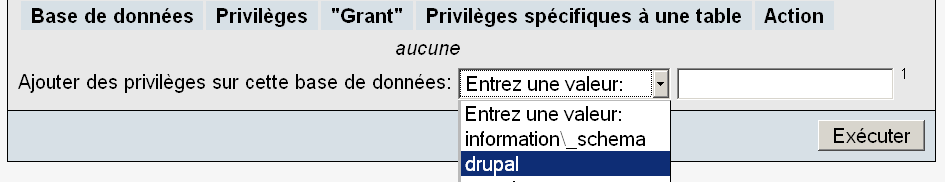 Base de données Privilèges "Grant" Privilèges spécifiques à une table Action
aucune
Ajouter des privilèges sur cette base de données: Entrez une valeur: 1
Entrez une valeur:
information\_schema
drupal
Exécuter